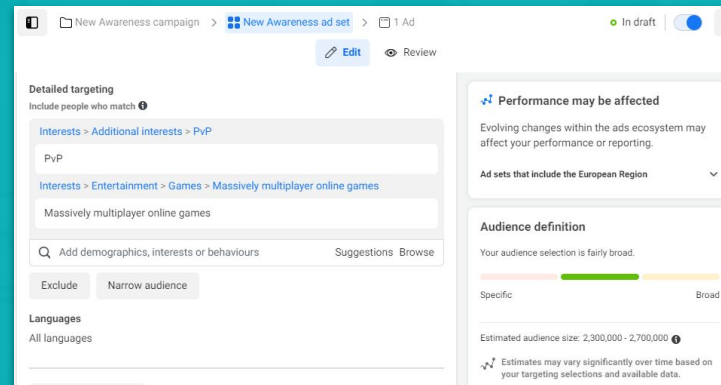 New Awareness campaign > New Awareness ad set > 1 Ad
In draft
Edit Review
Detailed targeting
Include people who match
Interests > Additional interests > PvP
PvP
Interests > Entertainment > Games > Massively multiplayer online games
Massively multiplayer online games
Add demographics, interests or behaviours Suggestions Browse
Exclude Narrow audience
Languages
All languages
Performance may be affected
Evolving changes within the ads ecosystem may
affect your performance or reporting.
Ad sets that include the European Region
Audience definition
Your audience selection is fairly broad.
Specific Broad
Estimated audience size: 2,300,000 - 2,700,000
Estimates may vary significantly over time based on
your targeting selections and available data.